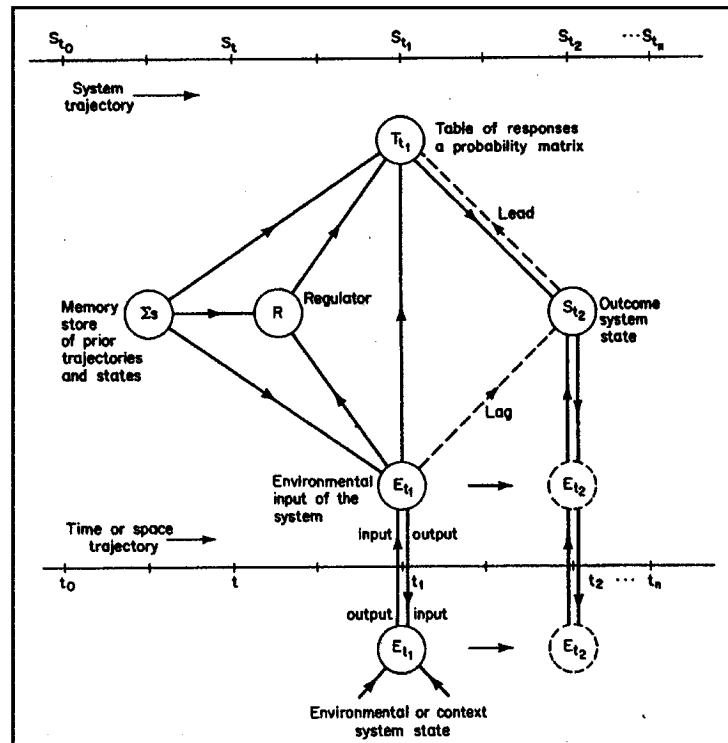 St₀ St St₁ St₂ ···Stₙ
System
trajectory
Tt₁
Table of responses
a probability matrix
Lead
Σs
R
Regulator
St₂
Outcome
system
state
Memory
store
of prior
trajectories
and states
Lag
Environmental
input of the
system
Et₁
Et₂
Time or space
trajectory
input output
t₀ t t₁ t₂ ··· tₙ
output input
Et₁
Et₂
Environmental or context
system state